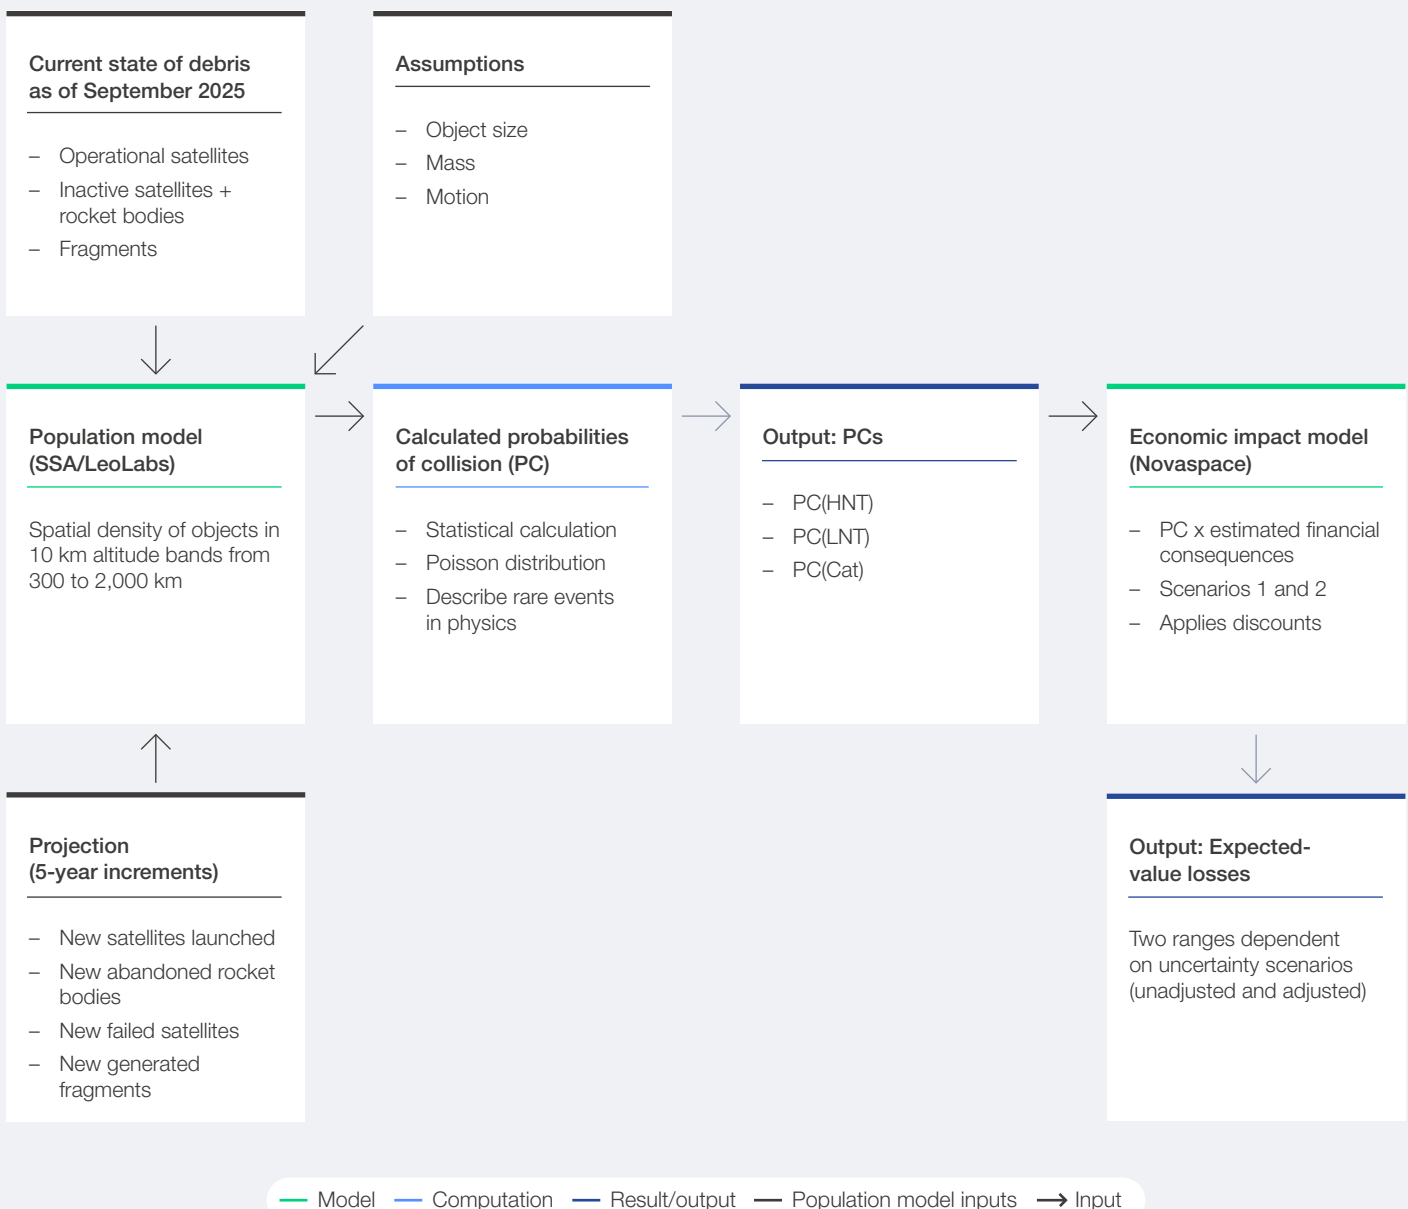 Current state of debris
as of September 2025
– Operational satellites
– Inactive satellites +
rocket bodies
– Fragments
Assumptions
– Object size
– Mass
– Motion
Population model
(SSA/LeoLabs)
Spatial density of objects in
10 km altitude bands from
300 to 2,000 km
Calculated probabilities
of collision (PC)
– Statistical calculation
– Poisson distribution
– Describe rare events
in physics
Output: PCs
– PC(HNT)
– PC(LNT)
– PC(Cat)
Economic impact model
(Novaspace)
– PC x estimated financial
consequences
– Scenarios 1 and 2
– Applies discounts
Projection
(5-year increments)
– New satellites launched
– New abandoned rocket
bodies
– New failed satellites
– New generated
fragments
Output: Expected-
value losses
Two ranges dependent
on uncertainty scenarios
(unadjusted and adjusted)
Model Computation Result/output Population model inputs Input